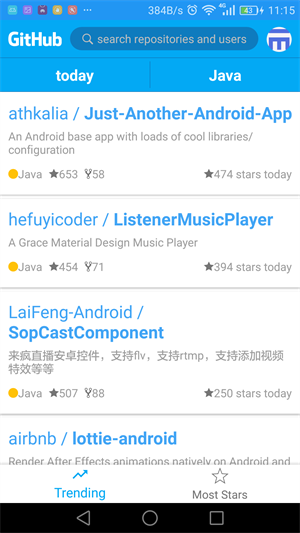 384B/s 4G 43 11:15
GitHub search repositories and users
today Java
athkalia / Just-Another-Android-App
An Android base app with loads of cool libraries/
configuration
Java 653 58 474 stars today
hefuyicoder / ListenerMusicPlayer
A Grace Material Design Music Player
Java 454 71 394 stars today
LaiFeng-Android /
SopCastComponent
来疯直播安卓控件，支持flv，支持rtmp，支持添加视频
特效等等
Java 507 88 250 stars today
airbnb / lottie-android
Render After Effects animations natively on Android and
Trending Most Stars